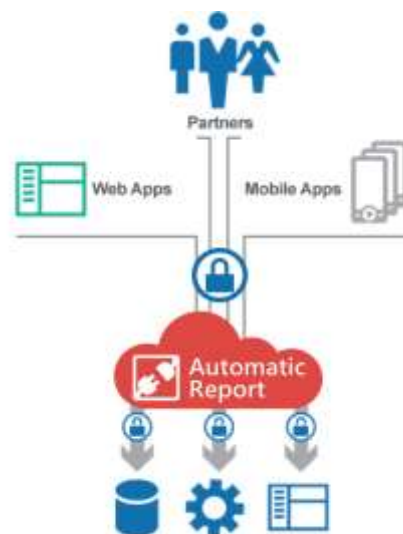 Partners
Web Apps
Mobile Apps
Automatic
Report